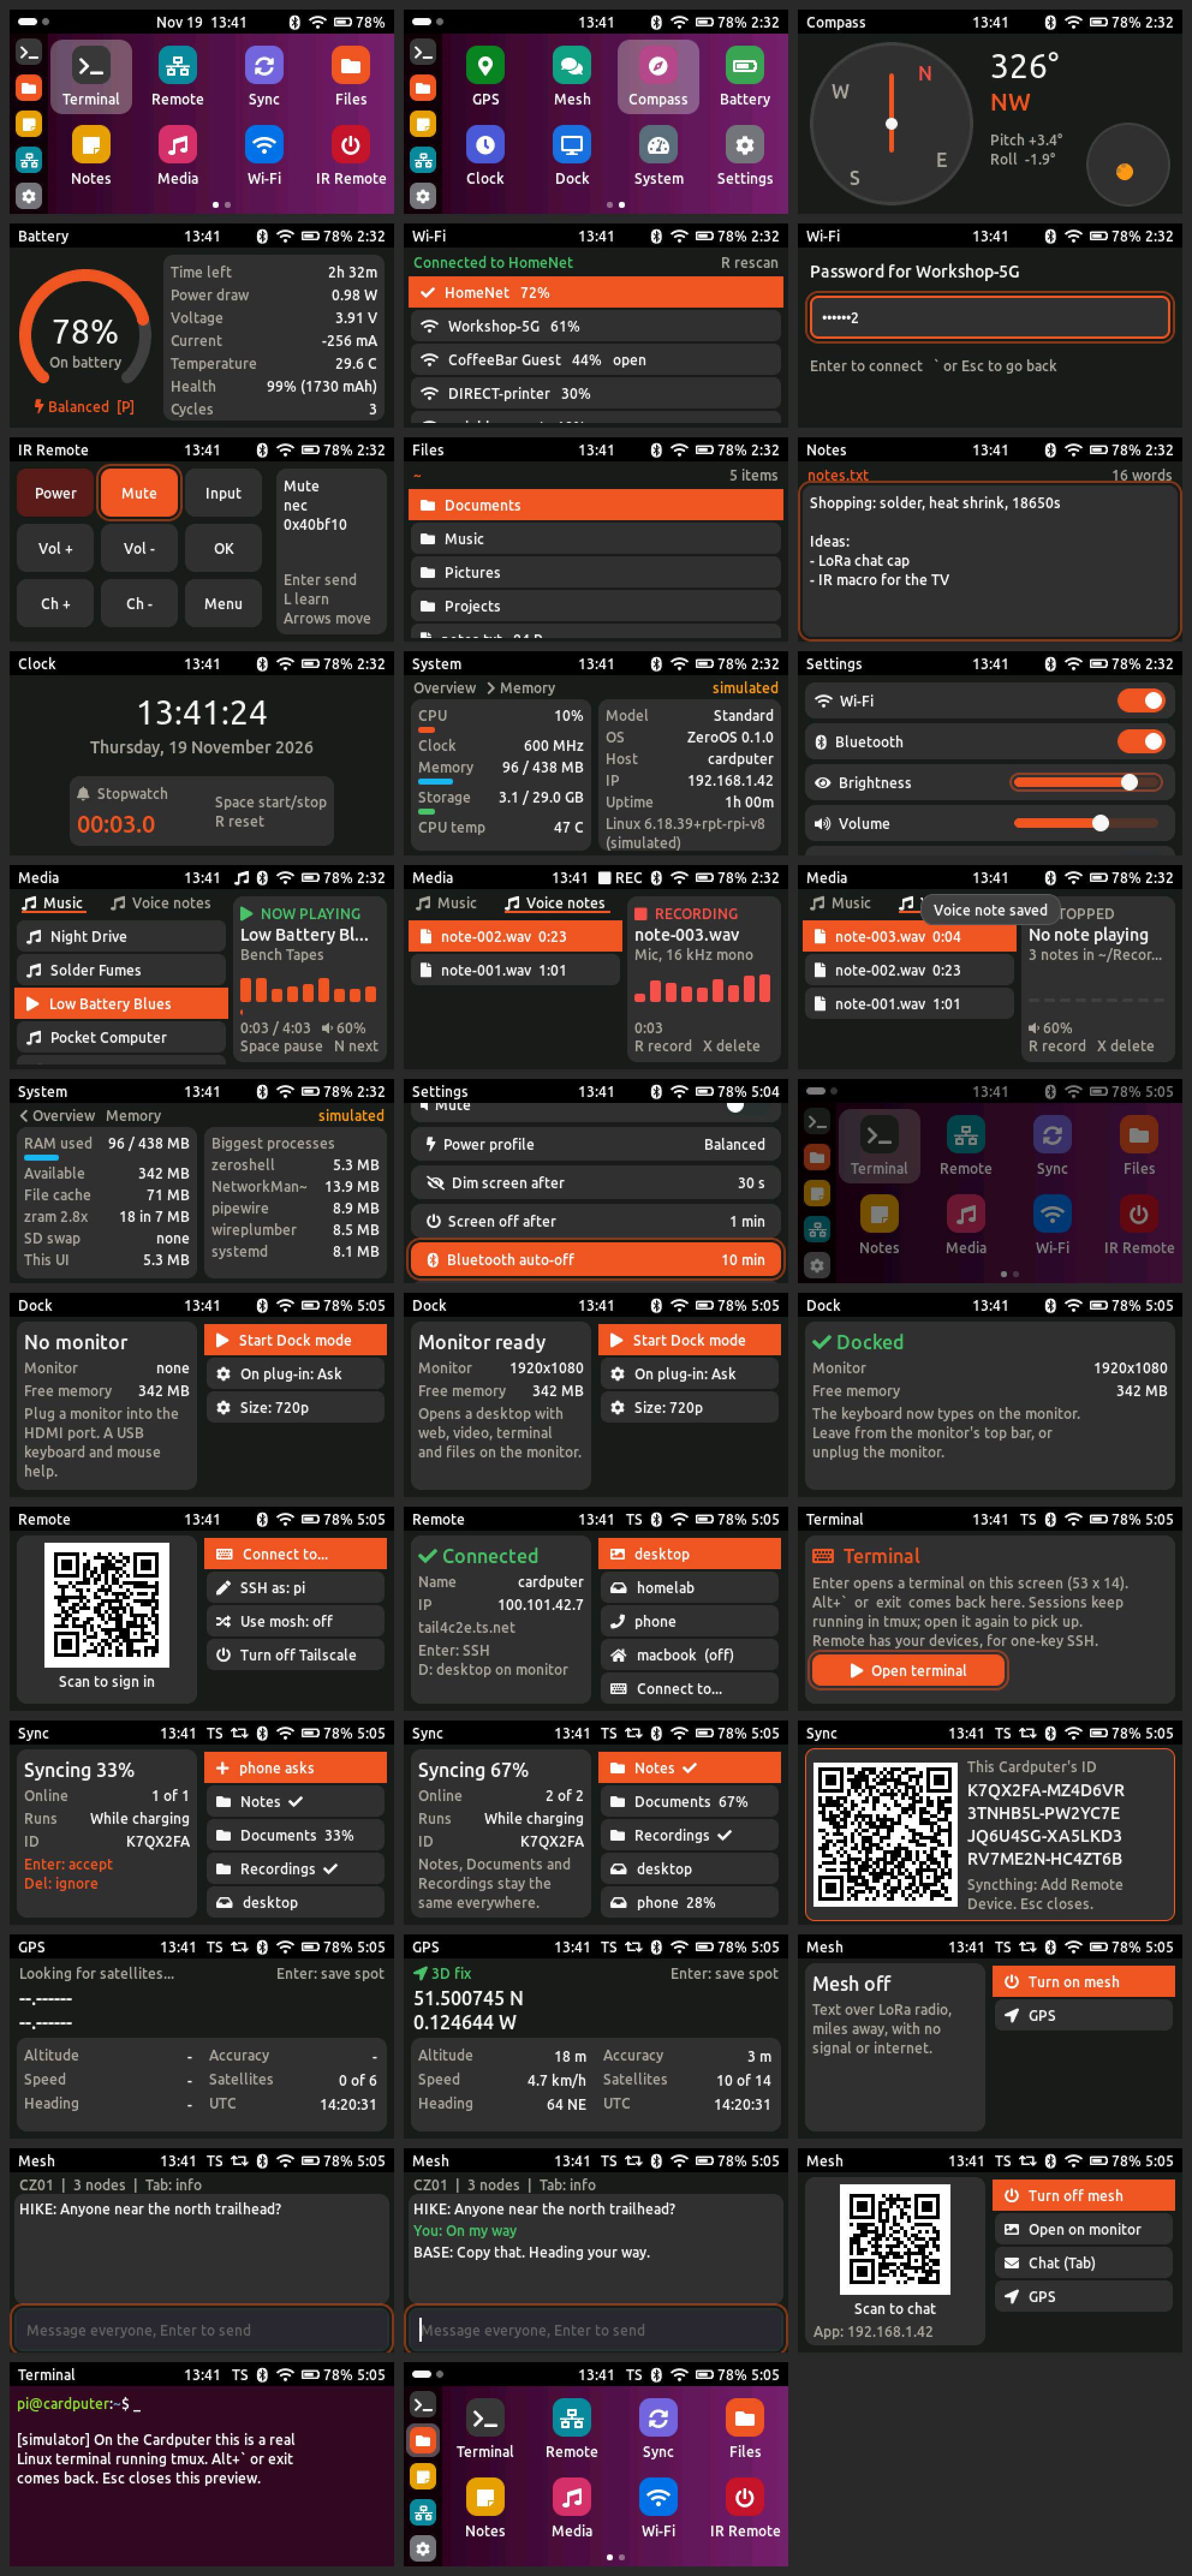 Nov 19 13:41 78%
Terminal Remote Sync Files
Notes Media Wi-Fi IR Remote
13:41 78% 2:32
GPS Mesh Compass Battery
Clock Dock System Settings
Compass 13:41 78% 2:32
N
W
E
S
326°
NW
Pitch +3.4°
Roll -1.9°
Battery 13:41 78% 2:32
78%
On battery
Balanced [P]
Time left 2h 32m
Power draw 0.98 W
Voltage 3.91 V
Current -256 mA
Temperature 29.6 C
Health 99% (1730 mAh)
Cycles 3
Wi-Fi 13:41 78% 2:32
Connected to HomeNet R rescan
HomeNet 72%
Workshop-5G 61%
CoffeeBar Guest 44% open
DIRECT-printer 30%
Wi-Fi 13:41 78% 2:32
Password for Workshop-5G
••••••2
Enter to connect ` or Esc to go back
IR Remote 13:41 78% 2:32
Power Mute Input
Vol + Vol - OK
Ch + Ch - Menu
Mute
nec
0x40bf10
Enter send
L learn
Arrows move
Files 13:41 78% 2:32
~ 5 items
Documents
Music
Pictures
Projects
Notes 13:41 78% 2:32
notes.txt 16 words
Shopping: solder, heat shrink, 18650s
Ideas:
- LoRa chat cap
- IR macro for the TV
Clock 13:41 78% 2:32
13:41:24
Thursday, 19 November 2026
Stopwatch
00:03.0
Space start/stop
R reset
System 13:41 78% 2:32
Overview > Memory simulated
CPU 10%
Clock 600 MHz
Memory 96 / 438 MB
Storage 3.1 / 29.0 GB
CPU temp 47 C
Model Standard
OS ZeroOS 0.1.0
Host cardputer
IP 192.168.1.42
Uptime 1h 00m
Linux 6.18.39+rpt-rpi-v8
(simulated)
Settings 13:41 78% 2:32
Wi-Fi
Bluetooth
Brightness
Volume
Media 13:41 78% 2:32
Music Voice notes
Night Drive
Solder Fumes
Low Battery Blues
Pocket Computer
NOW PLAYING
Low Battery Bl...
Bench Tapes
0:03 / 4:03 60%
Space pause N next
Media 13:41 REC 78% 2:32
Music Voice notes
note-002.wav 0:23
note-001.wav 1:01
RECORDING
note-003.wav
Mic, 16 kHz mono
0:03
R record X delete
Media 13:41 78% 2:32
Music
Voice note saved
note-003.wav 0:04
note-002.wav 0:23
note-001.wav 1:01
No note playing
3 notes in ~/Recor...
60%
R record X delete
System 13:41 78% 2:32
< Overview Memory simulated
RAM used 96 / 438 MB
Available 342 MB
File cache 71 MB
zram 2.8x 18 in 7 MB
SD swap none
This UI 5.3 MB
Biggest processes
zeroshell 5.3 MB
NetworkMan~ 13.9 MB
pipewire 8.9 MB
wireplumber 8.5 MB
systemd 8.1 MB
Settings 13:41 78% 5:04
Mute
Power profile Balanced
Dim screen after 30 s
Screen off after 1 min
Bluetooth auto-off 10 min
13:41 78% 5:05
Terminal Remote Sync Files
Notes Media Wi-Fi IR Remote
Dock 13:41 78% 5:05
No monitor
Monitor none
Free memory 342 MB
Plug a monitor into the
HDMI port. A USB
keyboard and mouse
help.
Start Dock mode
On plug-in: Ask
Size: 720p
Dock 13:41 78% 5:05
Monitor ready
Monitor 1920x1080
Free memory 342 MB
Opens a desktop with
web, video, terminal
and files on the monitor.
Start Dock mode
On plug-in: Ask
Size: 720p
Dock 13:41 78% 5:05
Docked
Monitor 1920x1080
Free memory 342 MB
The keyboard now types on the monitor.
Leave from the monitor's top bar, or
unplug the monitor.
Remote 13:41 78% 5:05
Scan to sign in
Connect to...
SSH as: pi
Use mosh: off
Turn off Tailscale
Remote 13:41 TS 78% 5:05
Connected
Name cardputer
IP 100.101.42.7
tail4c2e.ts.net
Enter: SSH
D: desktop on monitor
desktop
homelab
phone
macbook (off)
Connect to...
Terminal 13:41 TS 78% 5:05
Terminal
Enter opens a terminal on this screen (53 x 14).
Alt+` or exit comes back here. Sessions keep
running in tmux; open it again to pick up.
Remote has your devices, for one-key SSH.
Open terminal
Sync 13:41 TS 78% 5:05
Syncing 33%
Online 1 of 1
Runs While charging
ID K7QX2FA
Enter: accept
Del: ignore
phone asks
Notes
Documents 33%
Recordings
desktop
Sync 13:41 TS 78% 5:05
Syncing 67%
Online 2 of 2
Runs While charging
ID K7QX2FA
Notes, Documents and
Recordings stay the
same everywhere.
Notes
Documents 67%
Recordings
desktop
phone 28%
Sync 13:41 TS 78% 5:05
This Cardputer's ID
K7QX2FA-MZ4D6VR
3TNHB5L-PW2YC7E
JQ6U4SG-XA5LKD3
RV7ME2N-HC4ZT6B
Syncthing: Add Remote
Device. Esc closes.
GPS 13:41 TS 78% 5:05
Looking for satellites... Enter: save spot
--.------
--.------
Altitude - Accuracy -
Speed - Satellites 0 of 6
Heading - UTC 14:20:31
GPS 13:41 TS 78% 5:05
3D fix Enter: save spot
51.500745 N
0.124644 W
Altitude 18 m Accuracy 3 m
Speed 4.7 km/h Satellites 10 of 14
Heading 64 NE UTC 14:20:31
Mesh 13:41 TS 78% 5:05
Mesh off
Text over LoRa radio,
miles away, with no
signal or internet.
Turn on mesh
GPS
Mesh 13:41 TS 78% 5:05
CZ01 | 3 nodes | Tab: info
HIKE: Anyone near the north trailhead?
Message everyone, Enter to send
Mesh 13:41 TS 78% 5:05
CZ01 | 3 nodes | Tab: info
HIKE: Anyone near the north trailhead?
You: On my way
BASE: Copy that. Heading your way.
Message everyone, Enter to send
Mesh 13:41 TS 78% 5:05
Scan to chat
App: 192.168.1.42
Turn off mesh
Open on monitor
Chat (Tab)
GPS
Terminal 13:41 TS 78% 5:05
pi@cardputer:~$ _
[simulator] On the Cardputer this is a real
Linux terminal running tmux. Alt+` or exit
comes back. Esc closes this preview.
13:41 TS 78% 5:05
Terminal Remote Sync Files
Notes Media Wi-Fi IR Remote